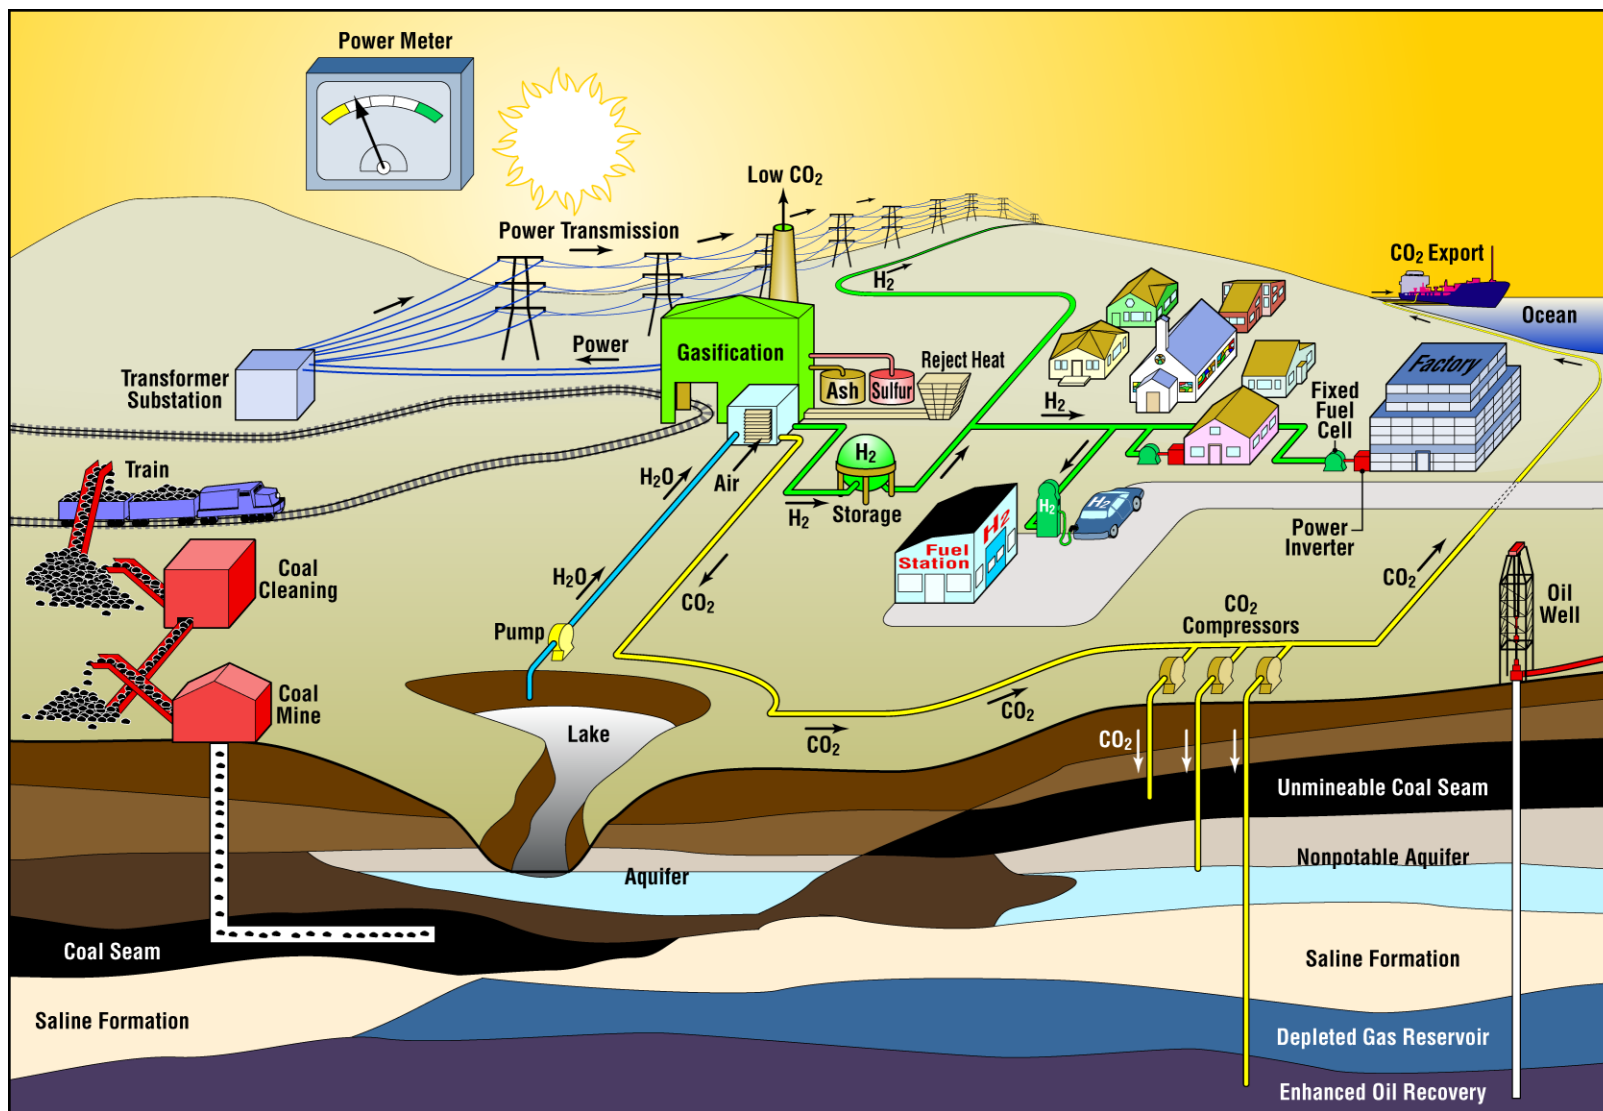 Power Meter
Low CO₂
Power Transmission
H₂
CO₂ Export
Ocean
Power
Gasification
Transformer
Substation
Reject Heat
Ash
Sulfur
Factory
H₂
Fixed
Fuel
Cell
Train
H₂O
Air
H₂
H₂
Storage
H₂
H₂
Fuel
Station
H2
Power
Inverter
Coal
Cleaning
H₂O
CO₂
CO₂
Oil
Well
Pump
CO₂
Compressors
Coal
Mine
Lake
CO₂
CO₂
CO₂
Unmineable Coal Seam
Nonpotable Aquifer
Aquifer
Coal Seam
Saline Formation
Saline Formation
Depleted Gas Reservoir
Enhanced Oil Recovery